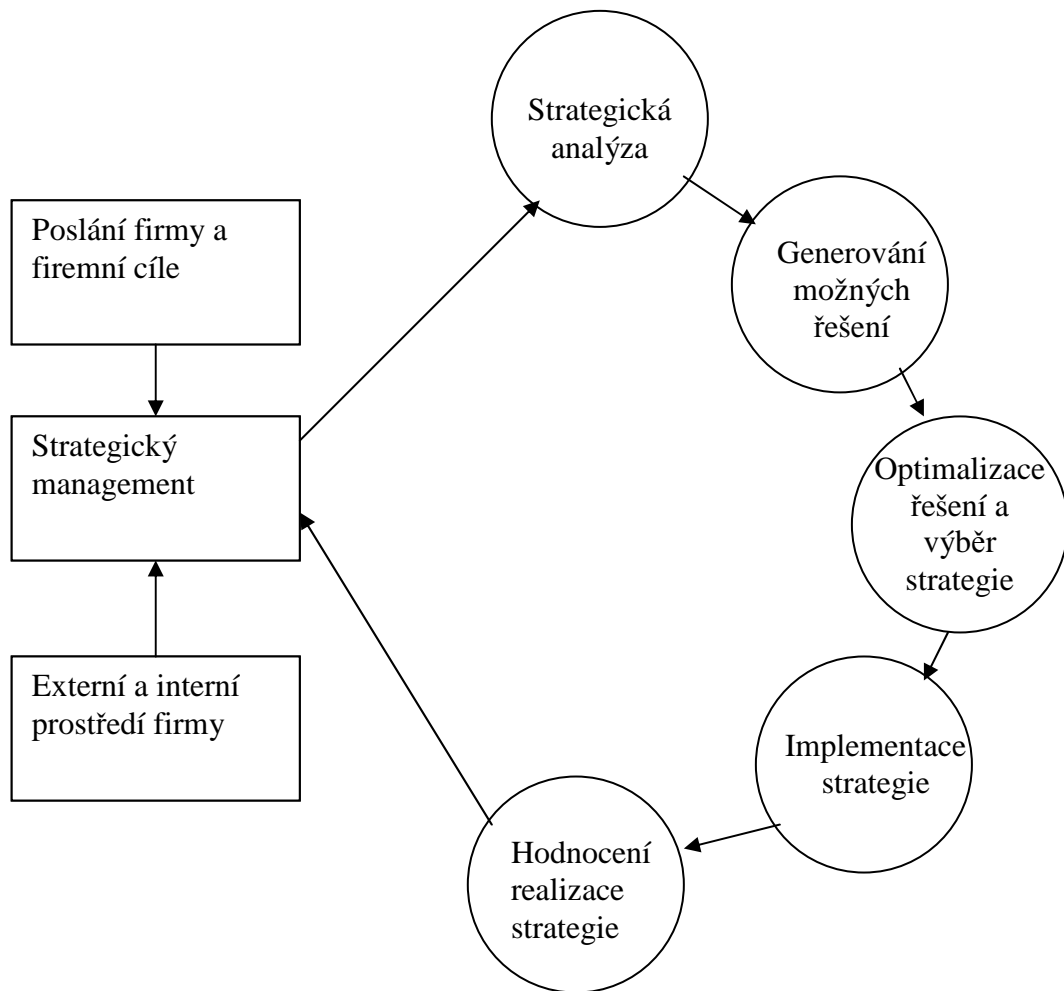 Strategická
analýza
Poslání firmy a
firemní cíle
Generování
možných
řešení
Strategický
management
Optimalizace
řešení a
výběr
strategie
Externí a interní
prostředí firmy
Implementace
strategie
Hodnocení
realizace
strategie